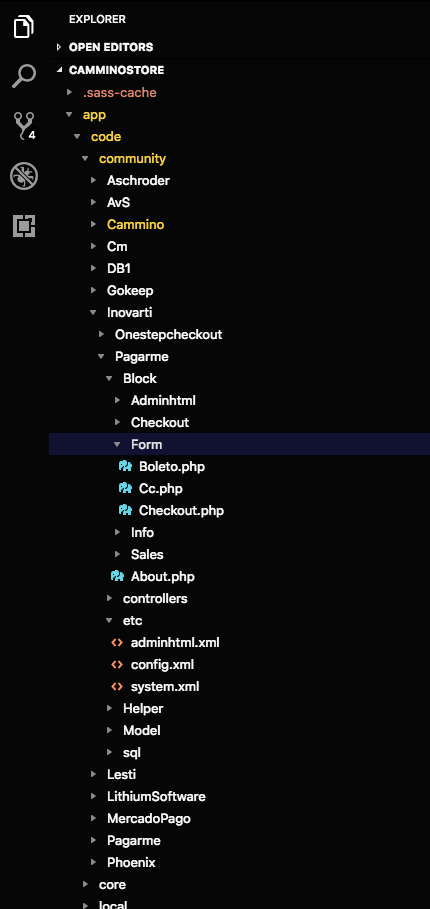 EXPLORER
OPEN EDITORS
CAMMINOSTORE
.sass-cache
app
code
4
community
Aschroder
AvS
Cammino
Cm
DB1
Gokeep
Inovarti
Onestepcheckout
Pagarme
Block
Adminhtml
Checkout
Form
Boleto.php
Cc.php
Checkout.php
Info
Sales
About.php
controllers
etc
adminhtml.xml
config.xml
system.xml
Helper
Model
sql
Lesti
LithiumSoftware
MercadoPago
Pagarme
Phoenix
core
local